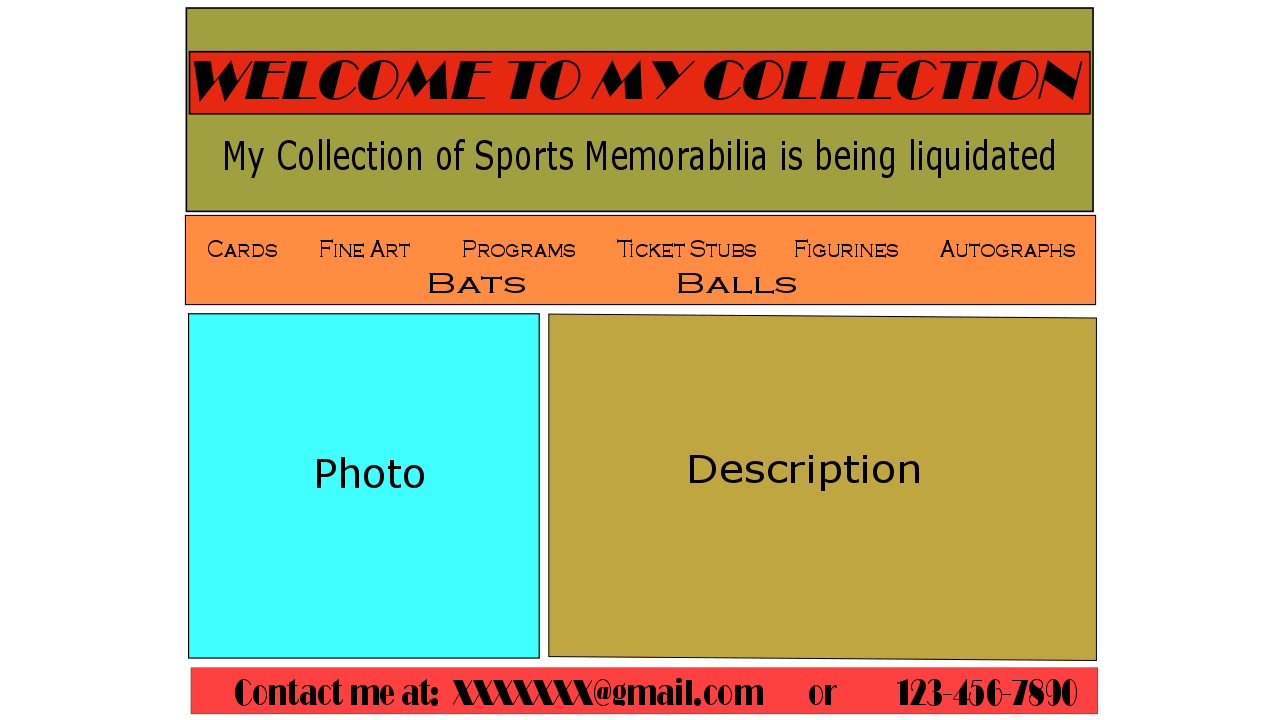 WELCOME TO MY COLLECTION
My Collection of Sports Memorabilia is being liquidated
Cards Fine Art Programs Ticket Stubs Figurines Autographs
Bats Balls
Photo
Description
Contact me at: XXXXXXX@gmail.com or 123-456-7890